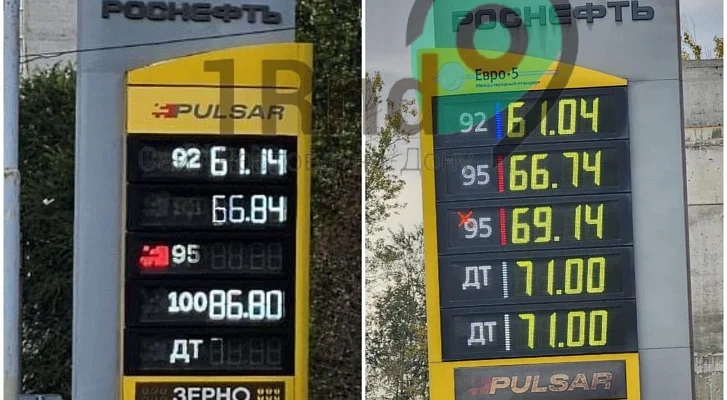 РОСНЕФТЬ
PULSAR
92 61.14
66.84
95
100 86.80
ДТ
ЗЕРНО
РОСНЕФТЬ
Евро-5
92 61.04
95 66.74
95 69.14
ДТ 71.00
ДТ 71.00
PULSAR
1Rnd